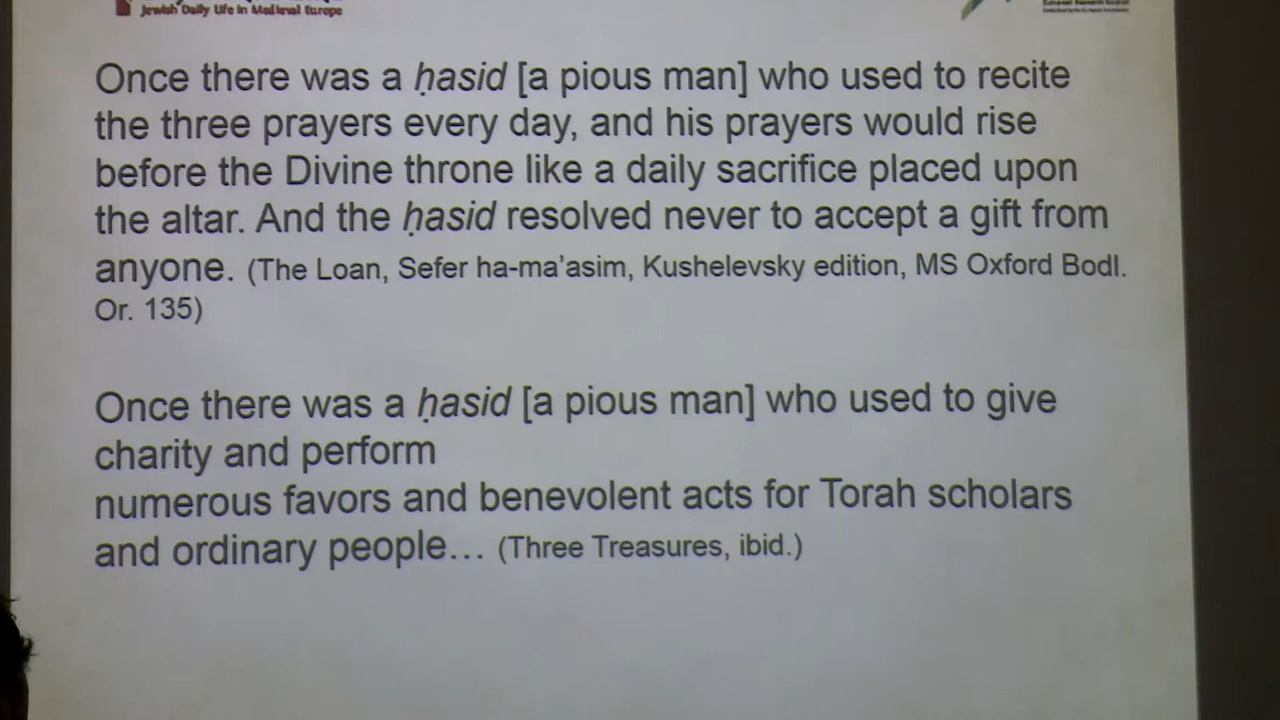 Jewish Daily Life in Medieval Europe
Once there was a ḥasid [a pious man] who used to recite
the three prayers every day, and his prayers would rise
before the Divine throne like a daily sacrifice placed upon
the altar. And the ḥasid resolved never to accept a gift from
anyone. (The Loan, Sefer ha-ma’asim, Kushelevsky edition, MS Oxford Bodl.
Or. 135)
Once there was a ḥasid [a pious man] who used to give
charity and perform
numerous favors and benevolent acts for Torah scholars
and ordinary people… (Three Treasures, ibid.)